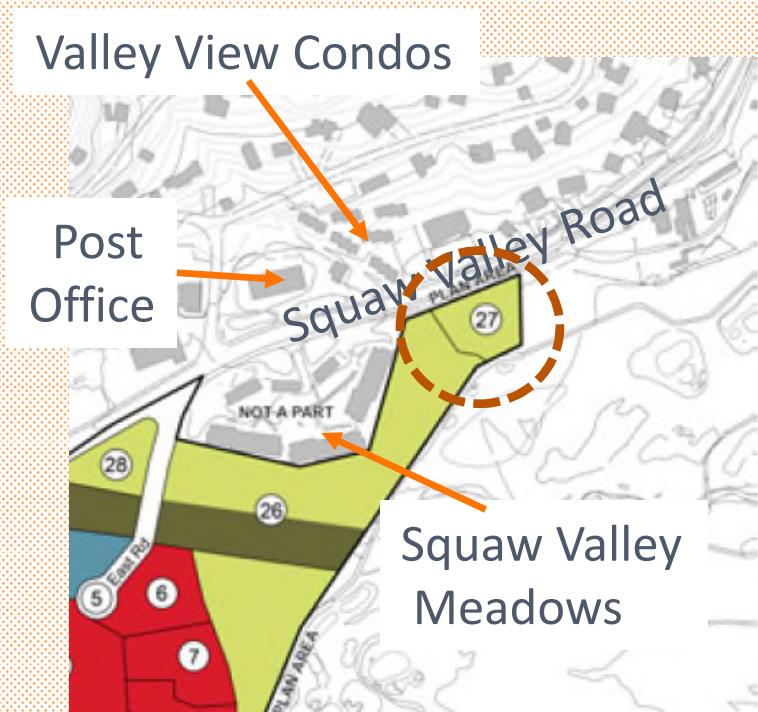 Valley View Condos
Squaw Valley Road
Post
Office
PLAN AREA
27
NOT A PART
28
26
Squaw Valley
Meadows
East Rd
5
6
7
PLAN AREA